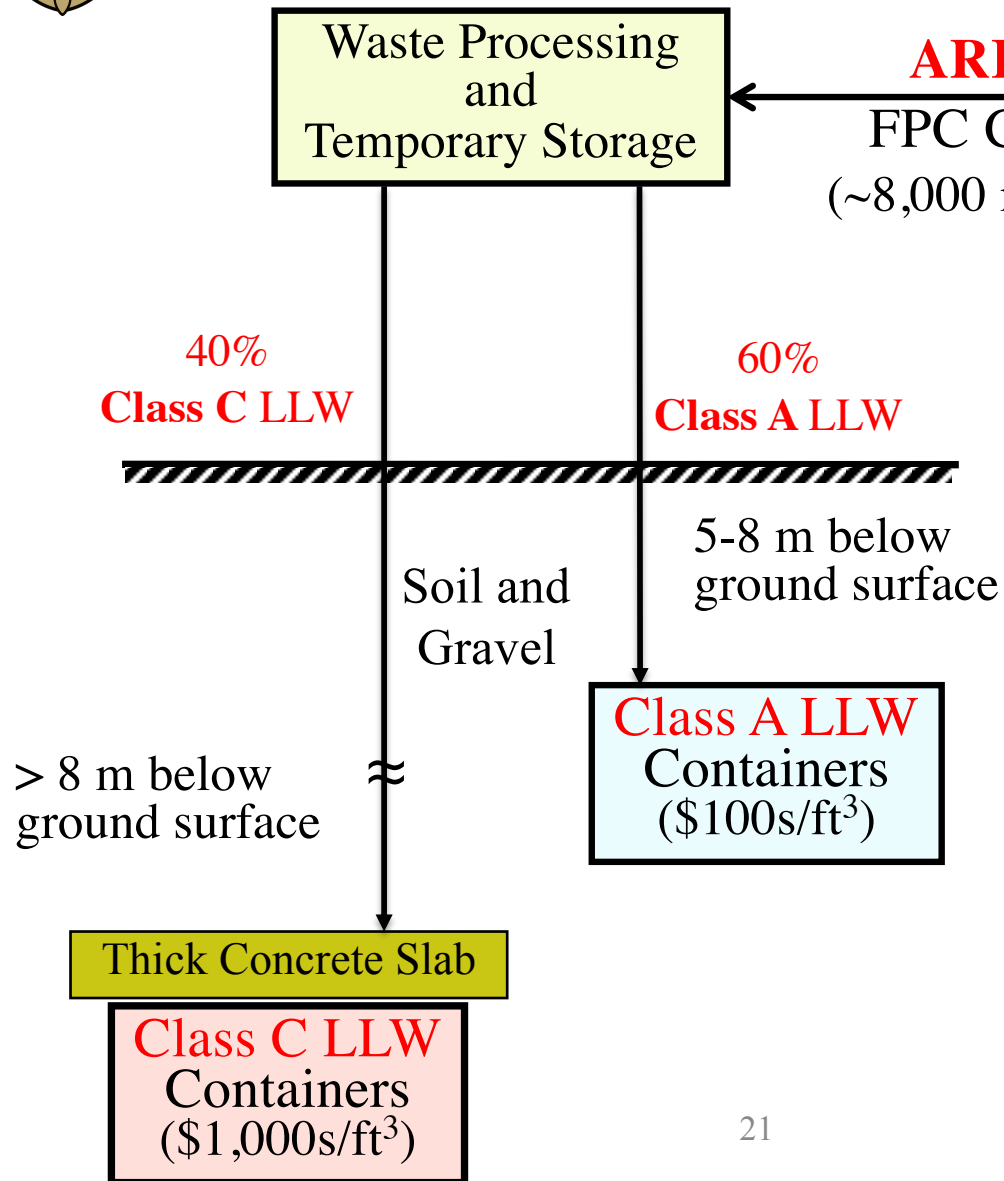 Waste Processing
and
Temporary Storage
FPC
(~8,000
40%
Class C LLW
60%
Class A LLW
5-8 m below
ground surface
Soil and
Gravel
Class A LLW
Containers
($100s/ft³)
> 8 m below
ground surface
≈
Thick Concrete Slab
Class C LLW
Containers
($1,000s/ft³)
21